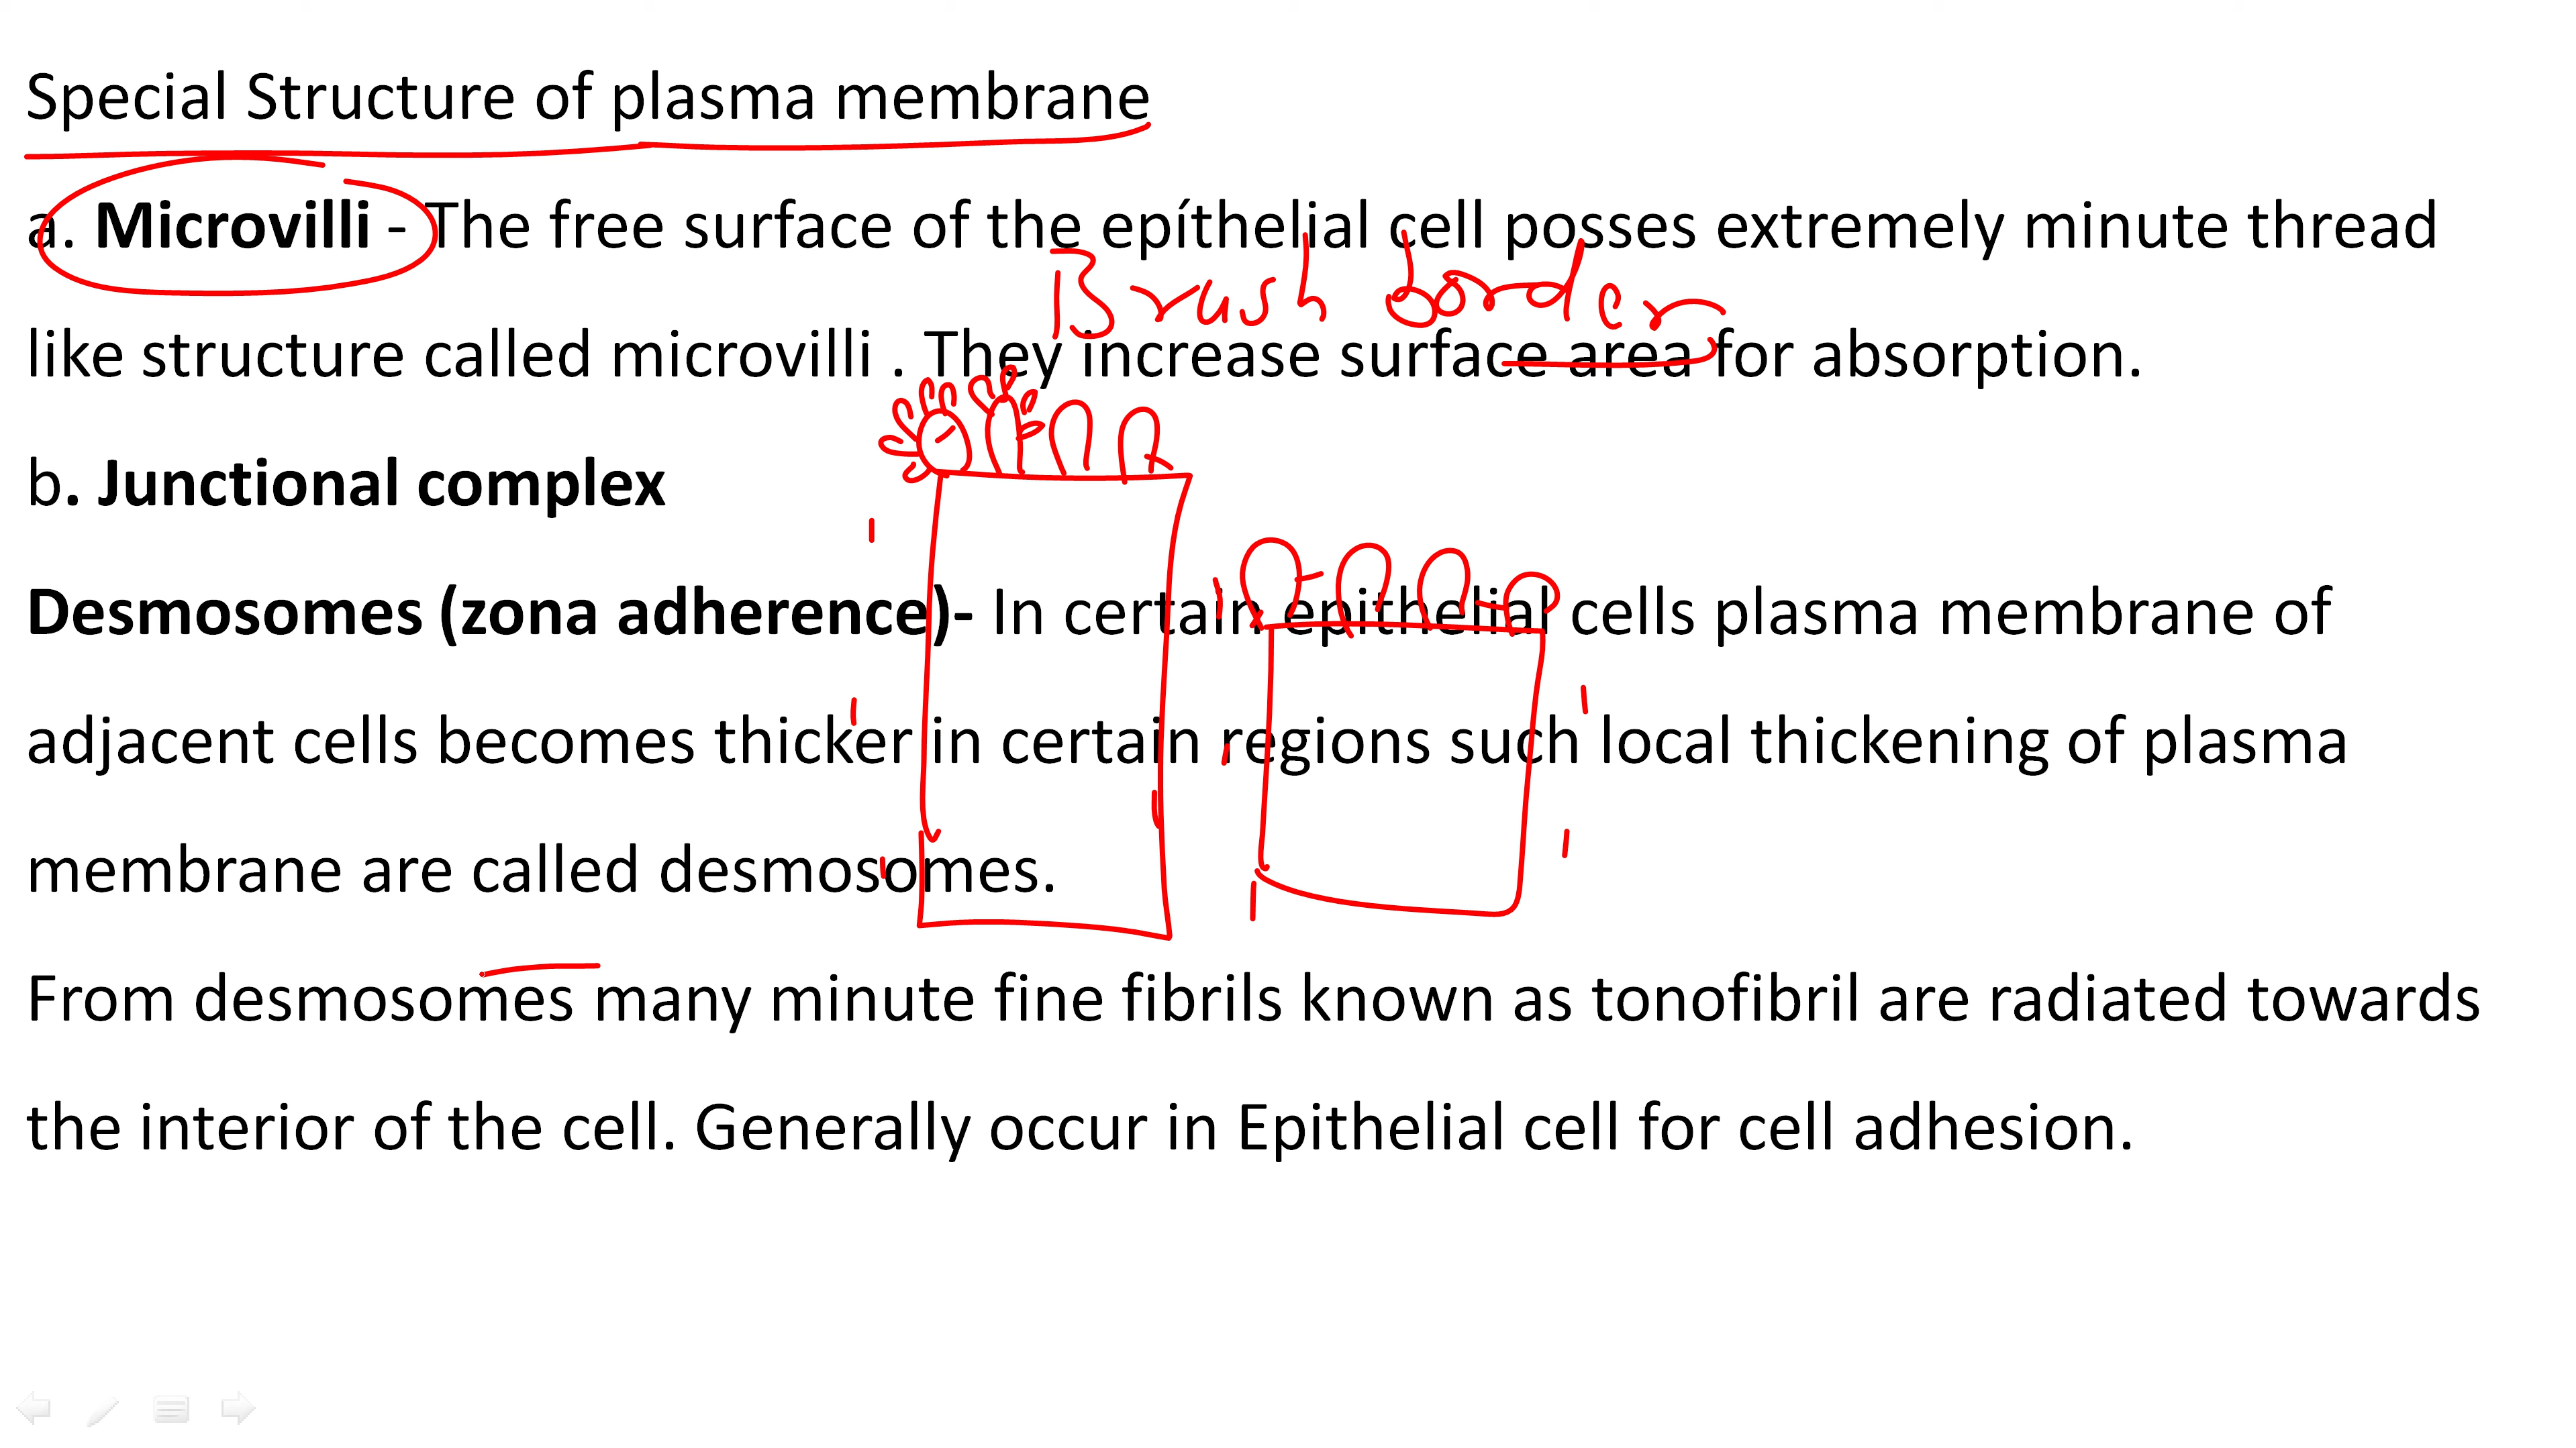 Special Structure of plasma membrane
a. Microvilli - The free surface of the epíthelial cell posses extremely minute thread
Brush border
like structure called microvilli . They increase surface area for absorption.
b. Junctional complex
Desmosomes (zona adherence)- In certain epithelial cells plasma membrane of
adjacent cells becomes thicker in certain regions such local thickening of plasma
membrane are called desmosomes.
From desmosomes many minute fine fibrils known as tonofibril are radiated towards
the interior of the cell. Generally occur in Epithelial cell for cell adhesion.